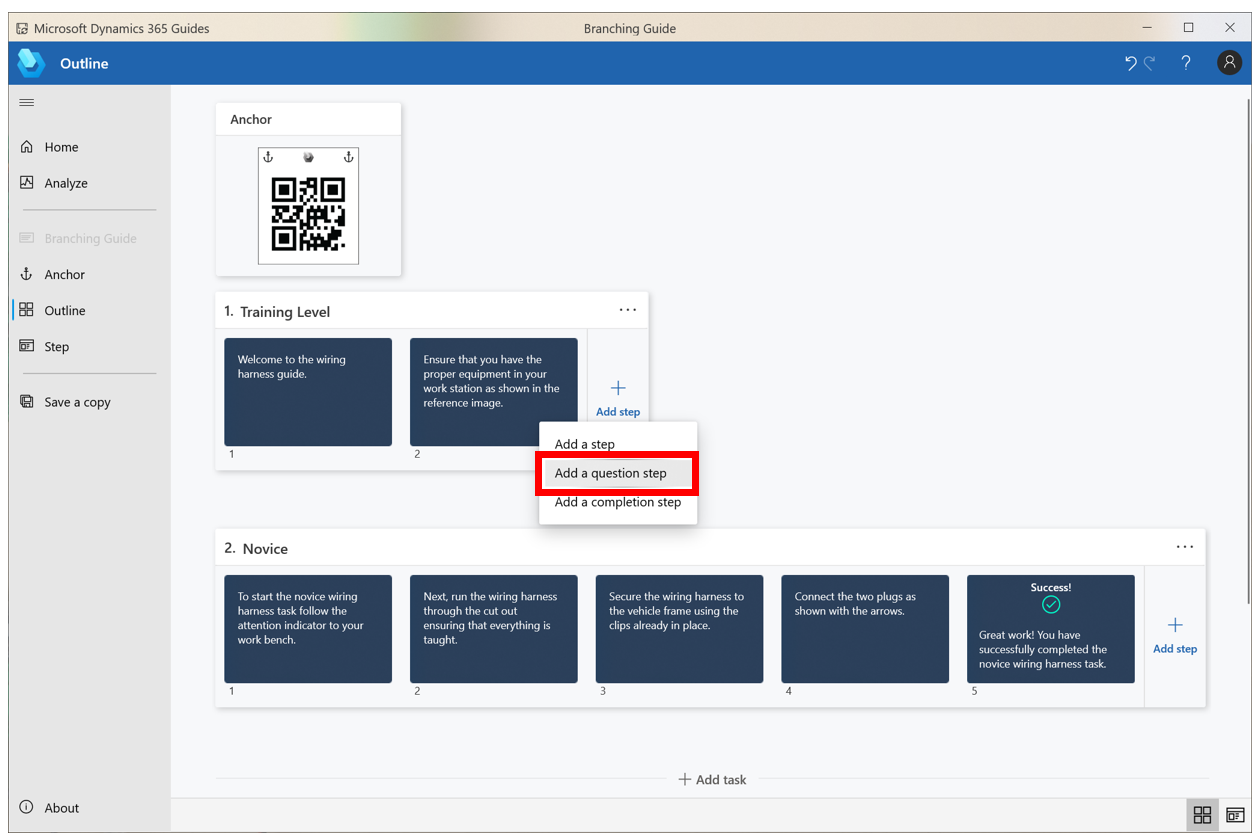 Microsoft Dynamics 365 Guides
Branching Guide
Outline
?
Home
Analyze
Branching Guide
Anchor
Outline
Step
Save a copy
About
Anchor
1. Training Level
...
Welcome to the wiring
harness guide.
1
Ensure that you have the
proper equipment in your
work station as shown in the
reference image.
2
+
Add step
Add a step
Add a question step
Add a completion step
2. Novice
...
To start the novice wiring
harness task follow the
attention indicator to your
work bench.
1
Next, run the wiring harness
through the cut out
ensuring that everything is
taught.
2
Secure the wiring harness to
the vehicle frame using the
clips already in place.
3
Connect the two plugs as
shown with the arrows.
4
Success!
Great work! You have
successfully completed the
novice wiring harness task.
5
+
Add step
+ Add task